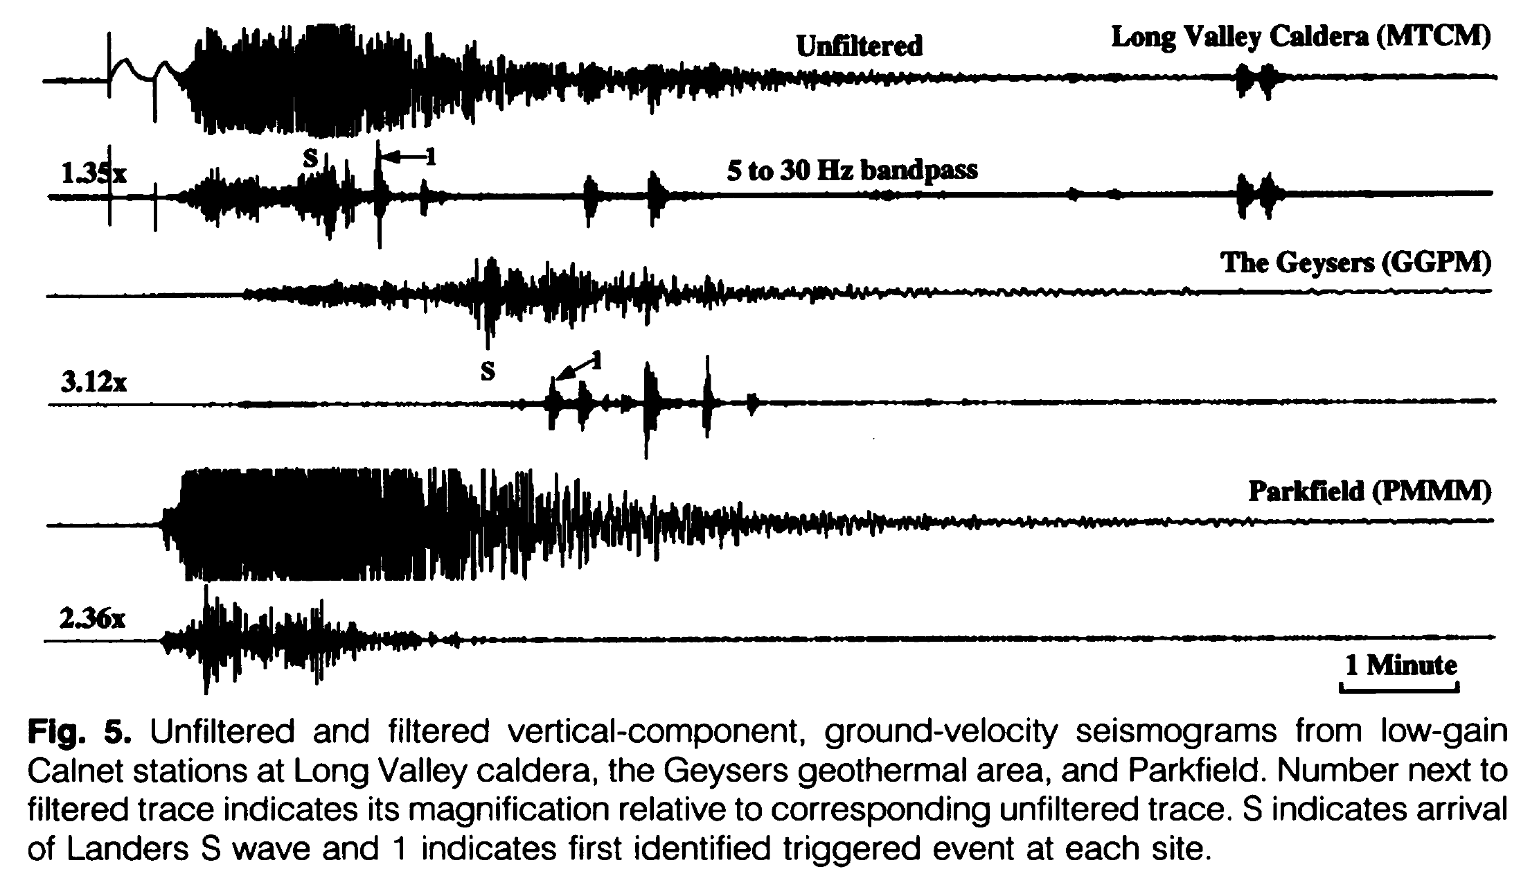 Unfiltered
Long Valley Caldera (MTCM)
1.35x
S
1
5 to 30 Hz bandpass
The Geysers (GGPM)
S
1
3.12x
Parkfield (PMMM)
2.36x
1 Minute
Fig. 5. Unfiltered and filtered vertical-component, ground-velocity seismograms from low-gain
Calnet stations at Long Valley caldera, the Geysers geothermal area, and Parkfield. Number next to
filtered trace indicates its magnification relative to corresponding unfiltered trace. S indicates arrival
of Landers S wave and 1 indicates first identified triggered event at each site.